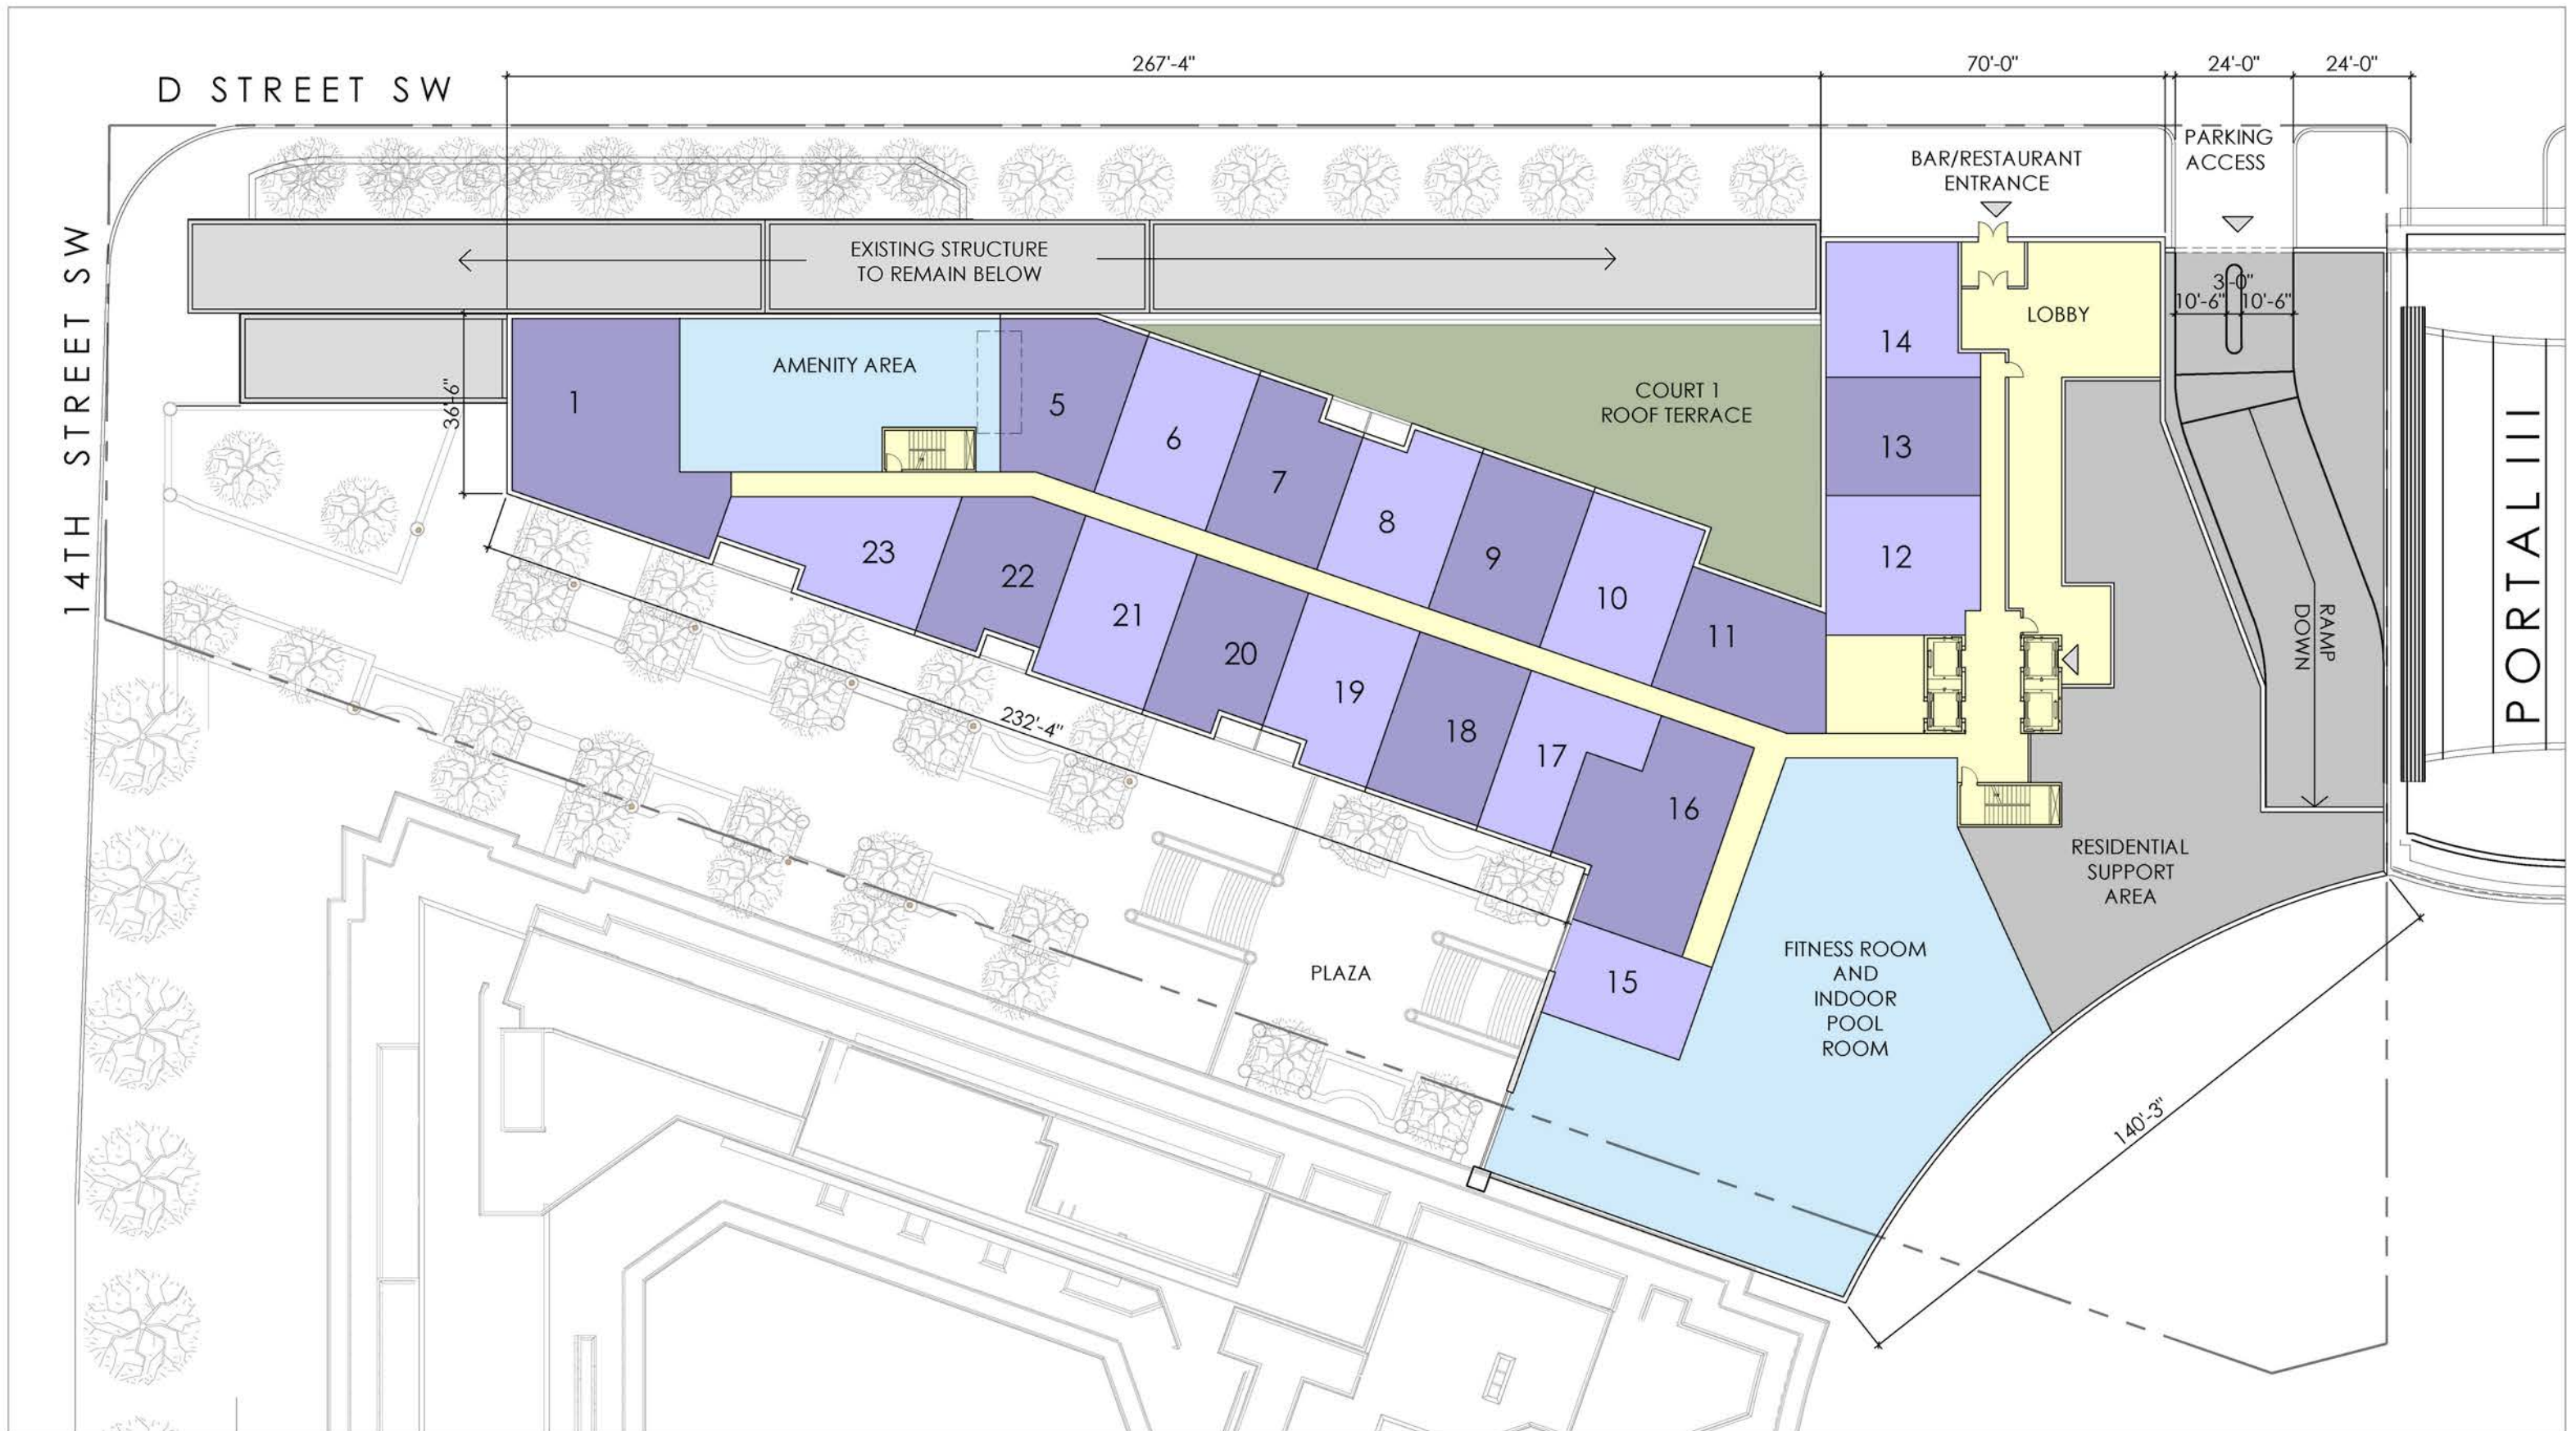 267'-4"
70'-0"
24'-0"
24'-0"
D STREET SW
PARKING
ACCESS
BAR/RESTAURANT
ENTRANCE
14TH STREET SW
EXISTING STRUCTURE
TO REMAIN BELOW
3'-0"
10'-6"
10'-6"
LOBBY
14
AMENITY AREA
36'-6"
1
5
6
7
8
9
10
11
COURT 1
ROOF TERRACE
13
12
PORTAL III
RAMP
DOWN
23
22
21
20
19
18
17
16
15
232'-4"
PLAZA
RESIDENTIAL
SUPPORT
AREA
FITNESS ROOM
AND
INDOOR
POOL
ROOM
140'-3"